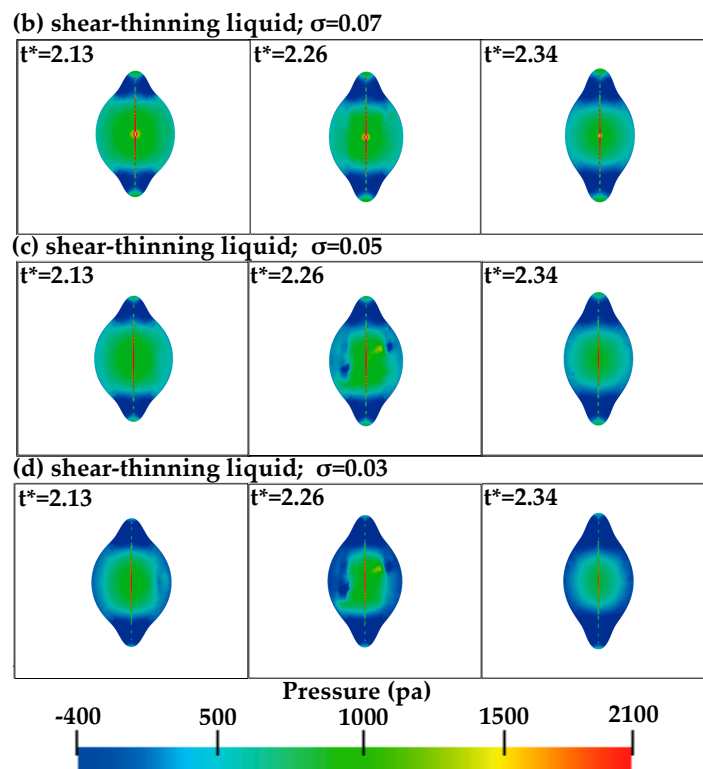 (b) shear-thinning liquid; σ=0.07
t*=2.13 t*=2.26 t*=2.34
(c) shear-thinning liquid; σ=0.05
t*=2.13 t*=2.26 t*=2.34
(d) shear-thinning liquid; σ=0.03
t*=2.13 t*=2.26 t*=2.34
Pressure (pa)
-400 500 1000 1500 2100